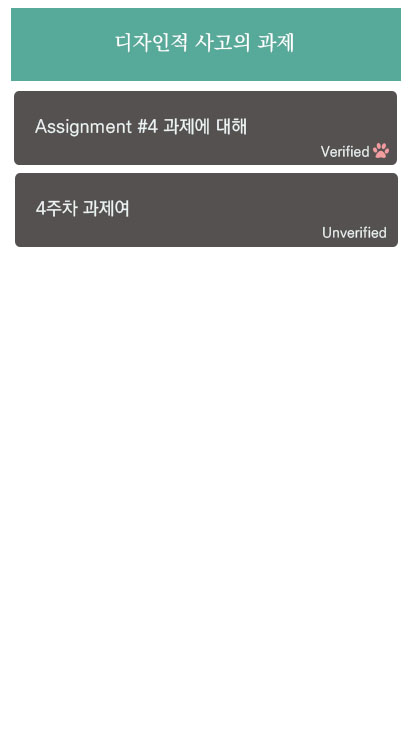 디자인적 사고의 과제
Assignment #4 과제에 대해
Verified
4주차 과제여
Unverified